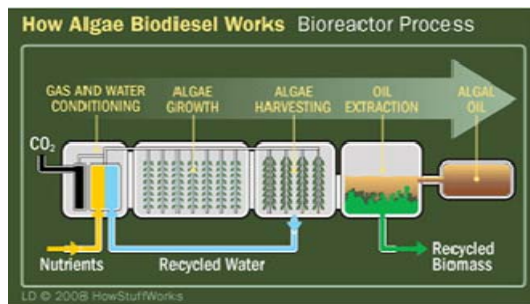 How Algae Biodiesel Works Bioreactor Process
GAS AND WATER
CONDITIONING
ALGAE
GROWTH
ALGAE
HARVESTING
OIL
EXTRACTION
ALGAL
OIL
CO2
Nutrients
Recycled Water
Recycled
Biomass
LD © 2008 HowStuffWorks